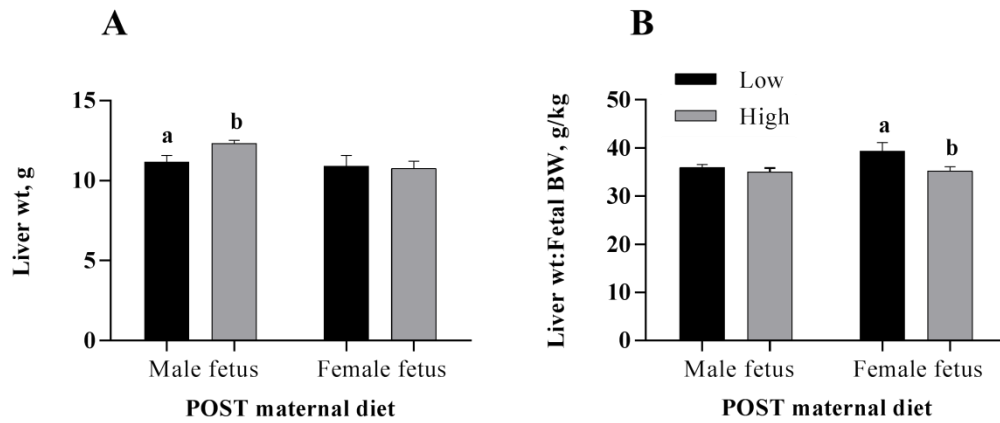 A
Liver wt, g
15
10
5
0
a
b
Male fetus
Female fetus
POST maternal diet
B
Low
High
Liver wt:Fetal BW, g/kg
50
40
30
20
10
0
a
b
Male fetus
Female fetus
POST maternal diet